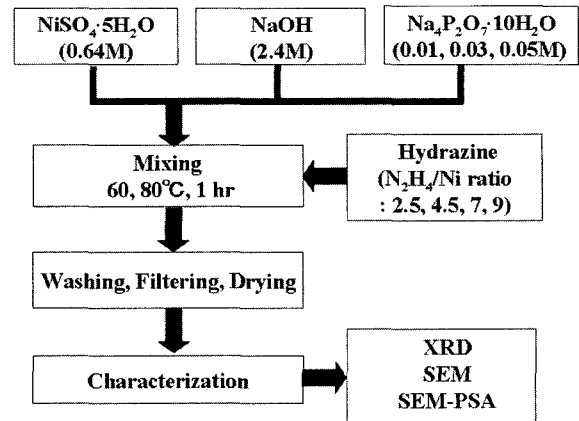 NiSO₄·5H₂O
(0.64M)
NaOH
(2.4M)
Na₄P₂O₇·10H₂O
(0.01, 0.03, 0.05M)
Mixing
60, 80℃, 1 hr
Hydrazine
(N₂H₄/Ni ratio
: 2.5, 4.5, 7, 9)
Washing, Filtering, Drying
Characterization
XRD
SEM
SEM-PSA